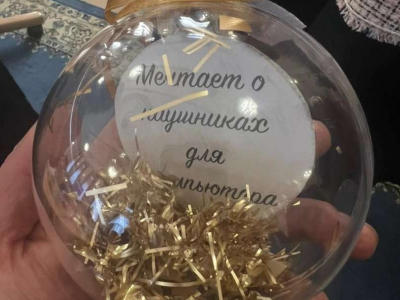 Мечтает о
наушниках
для
компьютера